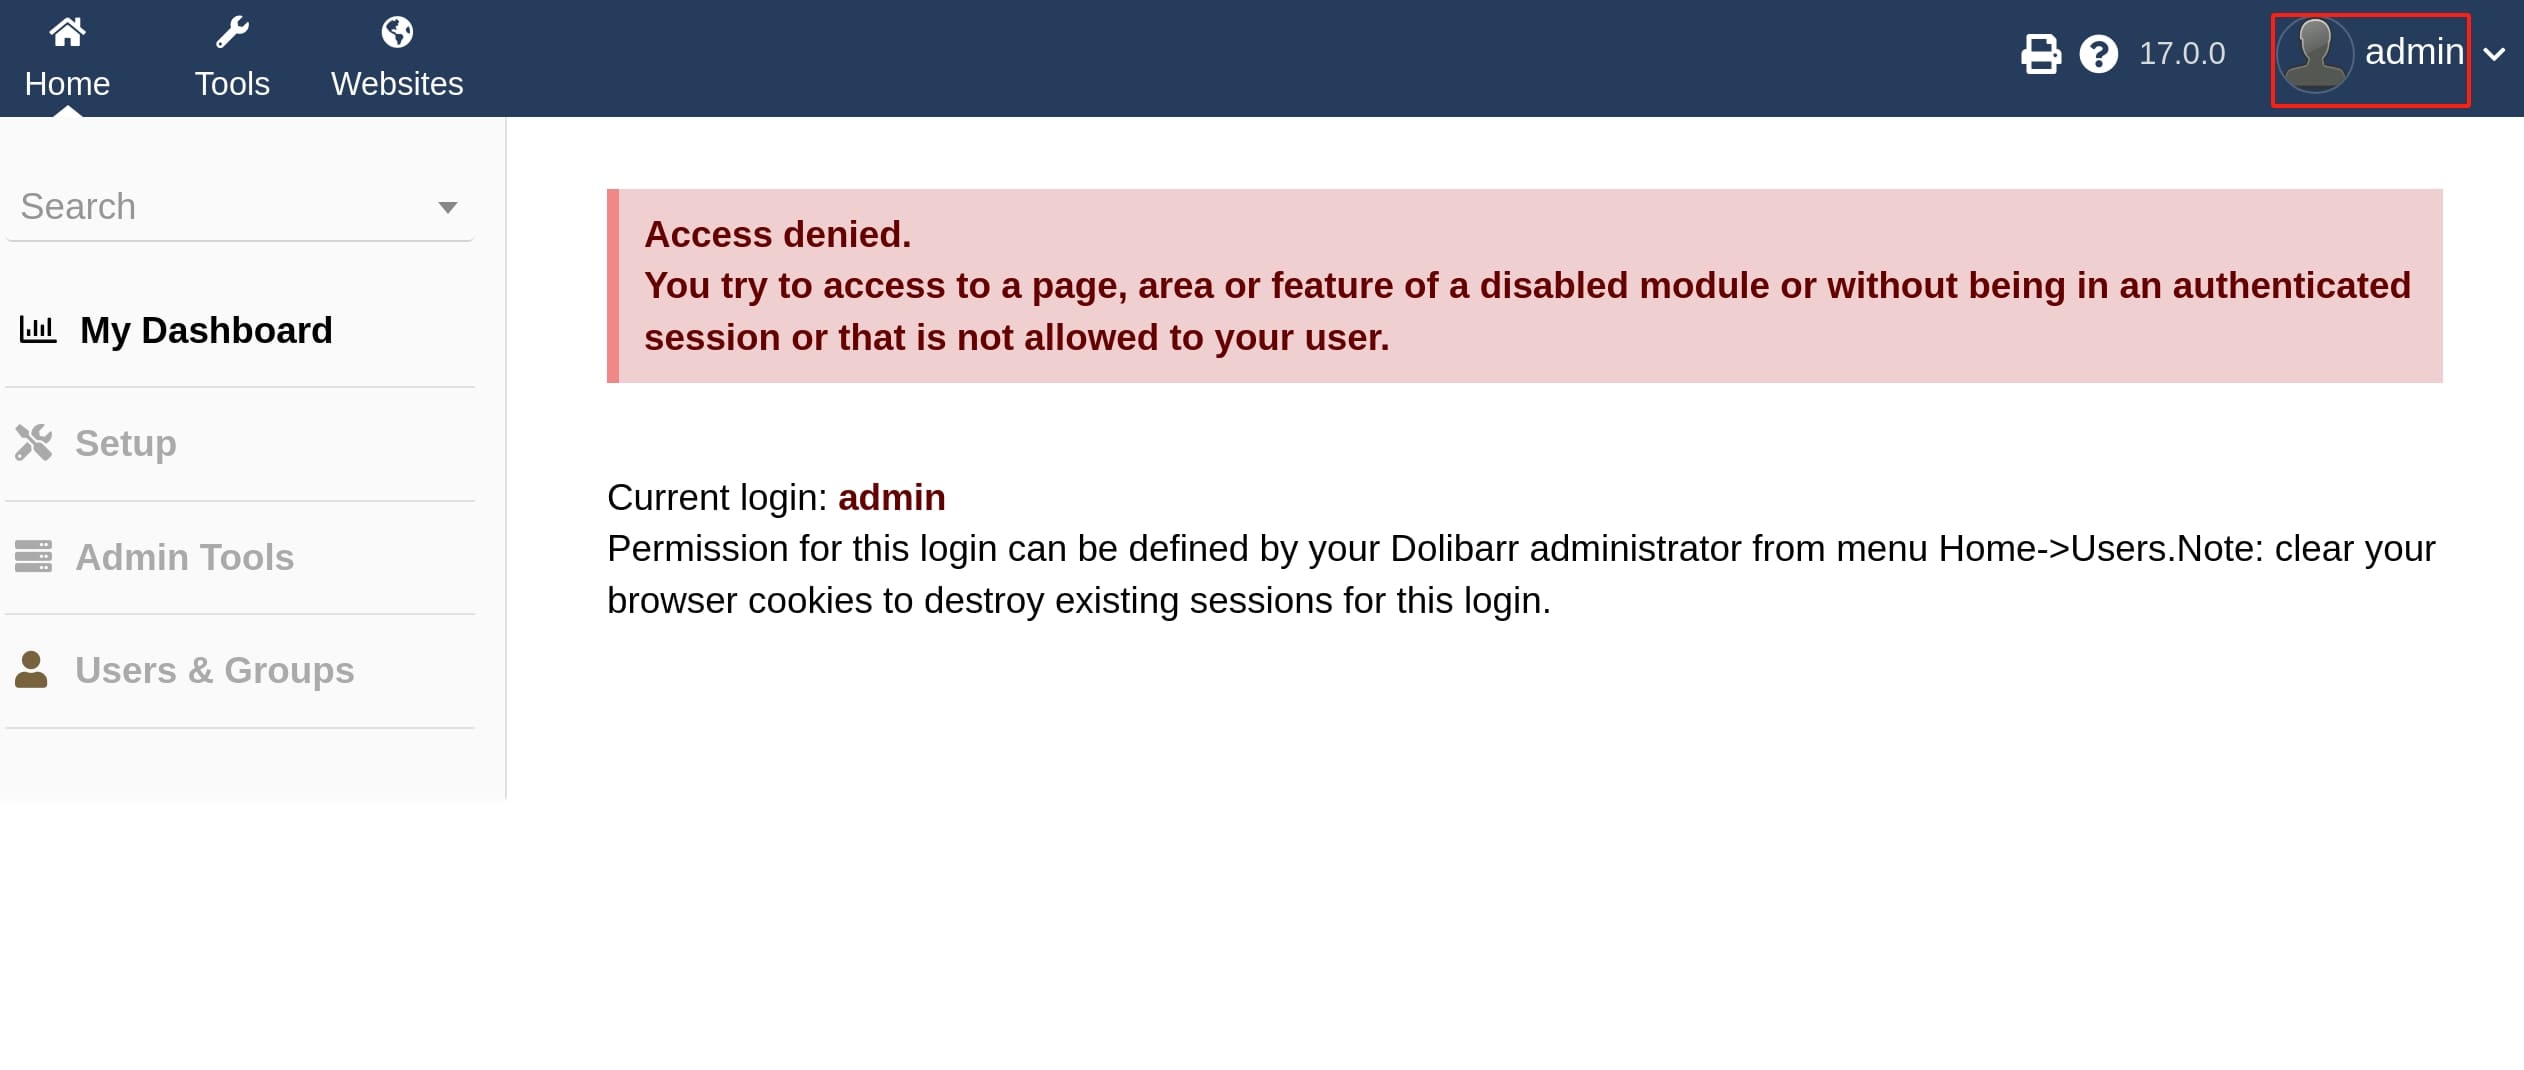 Home
Tools
Websites
17.0.0
admin
Search
My Dashboard
Setup
Admin Tools
Users & Groups
Access denied.
You try to access to a page, area or feature of a disabled module or without being in an authenticated
session or that is not allowed to your user.
Current login: admin
Permission for this login can be defined by your Dolibarr administrator from menu Home->Users.Note: clear your
browser cookies to destroy existing sessions for this login.